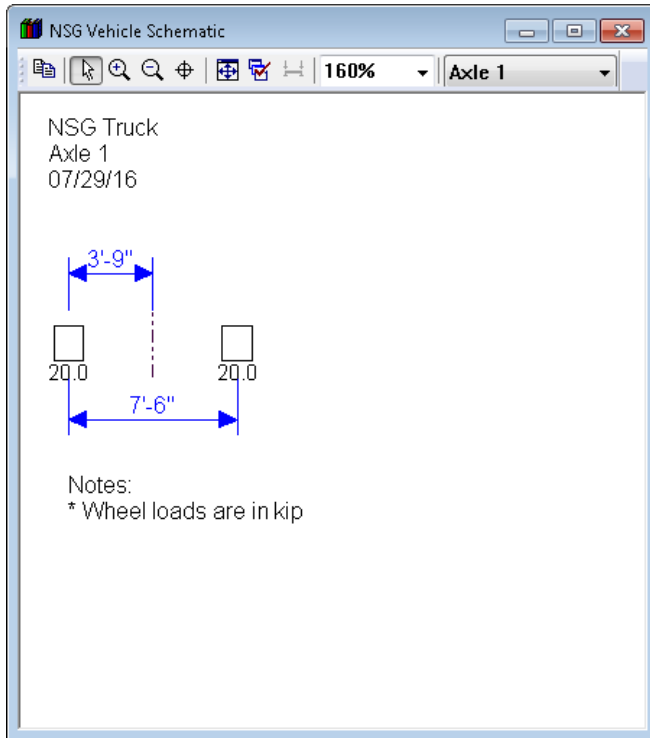 NSG Vehicle Schematic
160%
Axle 1
NSG Truck
Axle 1
07/29/16
3'-9"
20.0
20.0
7'-6"
Notes:
* Wheel loads are in kip